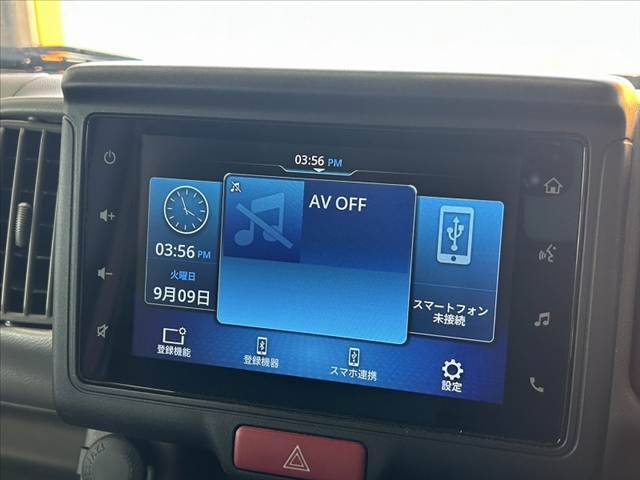 03:56 PM
AV OFF
03:56 PM
火曜日
9月09日
スマートフォン
未接続
登録機能
登録機器
スマホ連携
設定